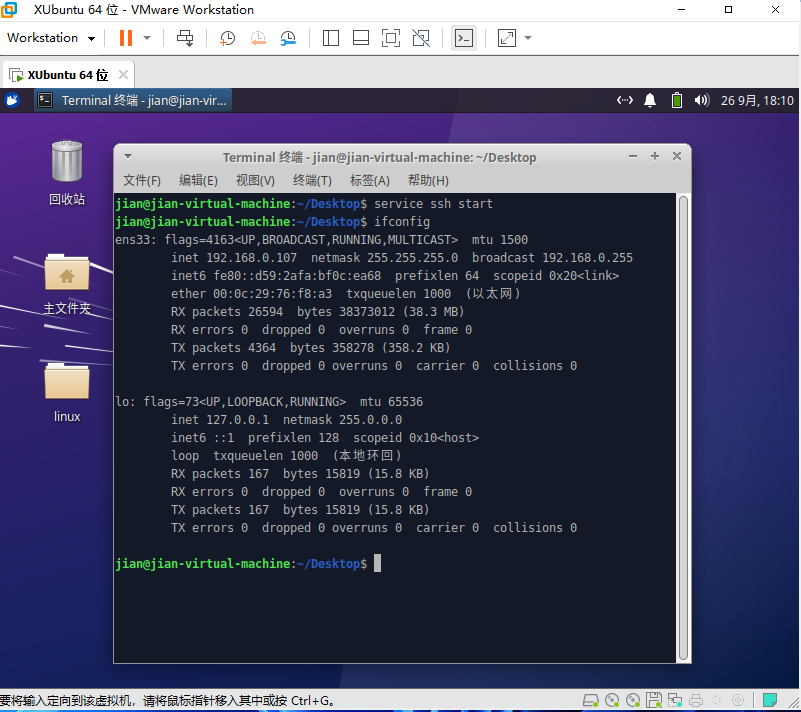 XUbuntu 64 位 - VMware Workstation
Workstation
XUbuntu 64 位
Terminal 终端 - jian@jian-vir...
26 9月, 18:10
回收站
主文件夹
linux
Terminal 终端 - jian@jian-virtual-machine: ~/Desktop
文件(F) 编辑(E) 视图(V) 终端(T) 标签(A) 帮助(H)
jian@jian-virtual-machine:~/Desktop$ service ssh start
jian@jian-virtual-machine:~/Desktop$ ifconfig
ens33: flags=4163<UP,BROADCAST,RUNNING,MULTICAST>  mtu 1500
        inet 192.168.0.107  netmask 255.255.255.0  broadcast 192.168.0.255
        inet6 fe80::d59:2afa:bf0c:ea68  prefixlen 64  scopeid 0x20<link>
        ether 00:0c:29:76:f8:a3  txqueuelen 1000  (以太网)
        RX packets 26594  bytes 38373012 (38.3 MB)
        RX errors 0  dropped 0  overruns 0  frame 0
        TX packets 4364  bytes 358278 (358.2 KB)
        TX errors 0  dropped 0 overruns 0  carrier 0  collisions 0
lo: flags=73<UP,LOOPBACK,RUNNING>  mtu 65536
        inet 127.0.0.1  netmask 255.0.0.0
        inet6 ::1  prefixlen 128  scopeid 0x10<host>
        loop  txqueuelen 1000  (本地环回)
        RX packets 167  bytes 15819 (15.8 KB)
        RX errors 0  dropped 0  overruns 0  frame 0
        TX packets 167  bytes 15819 (15.8 KB)
        TX errors 0  dropped 0 overruns 0  carrier 0  collisions 0
jian@jian-virtual-machine:~/Desktop$
要将输入定向到该虚拟机，请将鼠标指针移入其中或按 Ctrl+G。